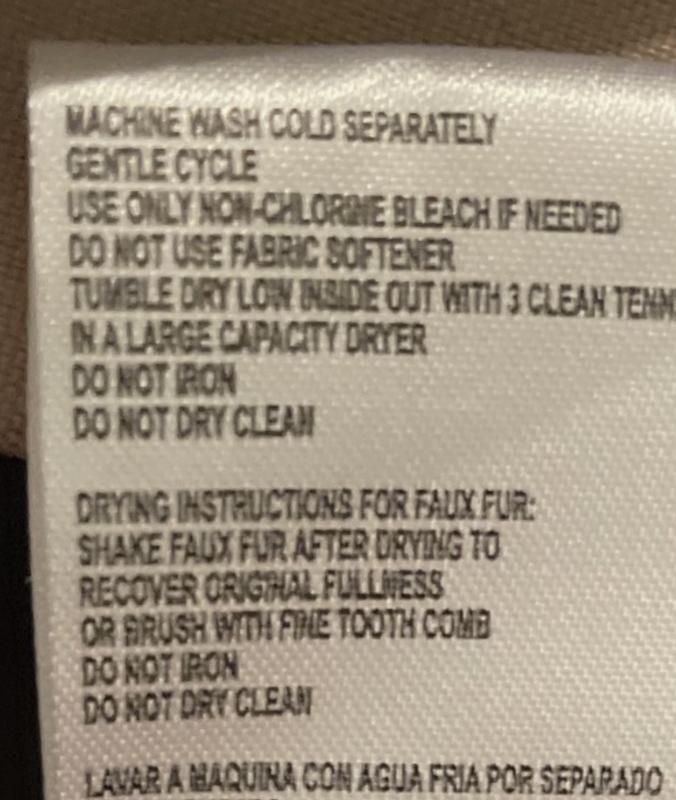 MACHINE WASH COLD SEPARATELY
GENTLE CYCLE
USE ONLY NON-CHLORINE BLEACH IF NEEDED
DO NOT USE FABRIC SOFTENER
TUMBLE DRY LOW INSIDE OUT WITH 3 CLEAN
IN A LARGE CAPACITY DRYER
DO NOT IRON
DO NOT DRY CLEAN
DRYING INSTRUCTIONS FOR FAUX FUR:
SHAKE FAUX FUR AFTER DRYING TO
RECOVER ORIGINAL FULLNESS
OR BRUSH WITH FINE TOOTH COMB
DO NOT IRON
DO NOT DRY CLEAN
LAVAR A MAQUINA CON AGUA FRIA POR SEPARADO